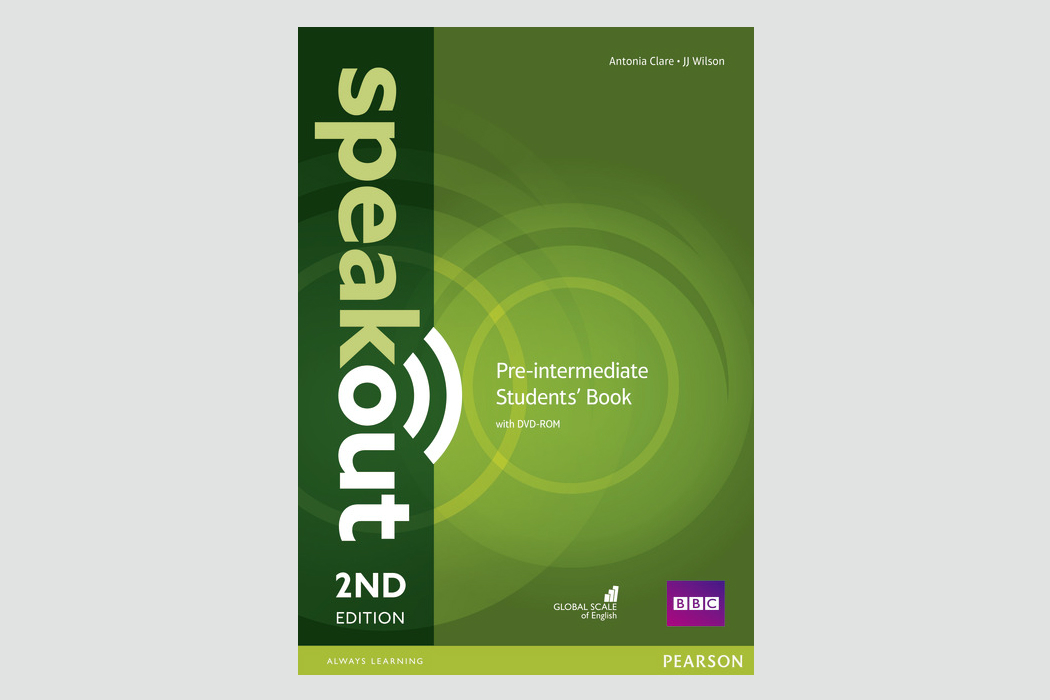 Antonia Clare • JJ Wilson
speakout
Pre-intermediate
Students’ Book
with DVD-ROM
2ND
EDITION
GLOBAL SCALE
of English
BBC
ALWAYS LEARNING
PEARSON